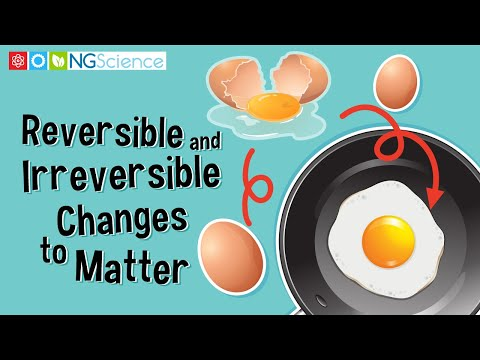 NGScience
Reversible and
Irreversible
Changes
to Matter